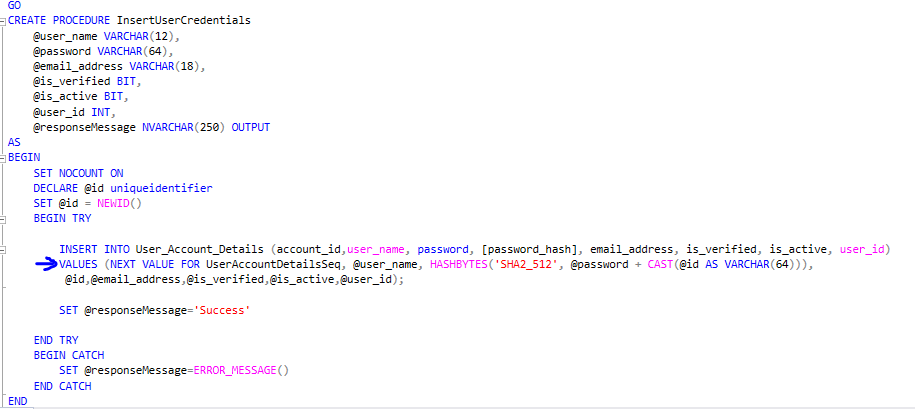 GO
CREATE PROCEDURE InsertUserCredentials
@user_name VARCHAR(12),
@password VARCHAR(64),
@email_address VARCHAR(18),
@is_verified BIT,
@is_active BIT,
@user_id INT,
@responseMessage NVARCHAR(250) OUTPUT
AS
BEGIN
SET NOCOUNT ON
DECLARE @id uniqueidentifier
SET @id = NEWID()
BEGIN TRY
INSERT INTO User_Account_Details (account_id,user_name, password, [password_hash], email_address, is_verified, is_active, user_id)
VALUES (NEXT VALUE FOR UserAccountDetailsSeq, @user_name, HASHBYTES('SHA2_512', @password + CAST(@id AS VARCHAR(64))),
@id,@email_address,@is_verified,@is_active,@user_id);
SET @responseMessage='Success'
END TRY
BEGIN CATCH
SET @responseMessage=ERROR_MESSAGE()
END CATCH
END